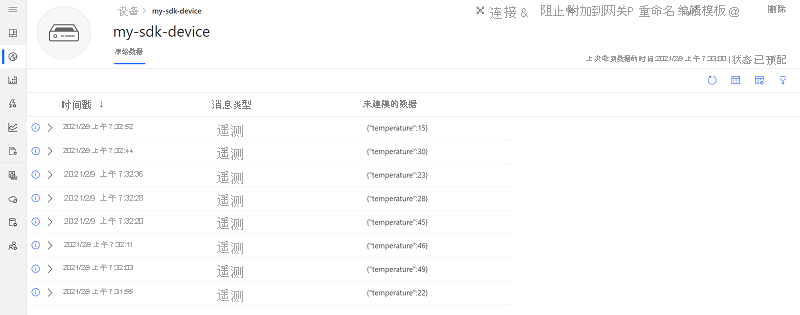 设备 > my-sdk-device
连接 & 阻止 附加到网关P 重命名 编辑模板 @ 删除
my-sdk-device
原始数据
上次收到数据的时间:2021/2/9 上午 7:33:00 | 状态:已预配
时间戳 ↓ 消息类型 未建模的数据
2021/2/9 上午 7:32:52 遥测 {"temperature":15}
2021/2/9 上午 7:32:44 遥测 {"temperature":30}
2021/2/9 上午 7:32:36 遥测 {"temperature":23}
2021/2/9 上午 7:32:28 遥测 {"temperature":28}
2021/2/9 上午 7:32:20 遥测 {"temperature":45}
2021/2/9 上午 7:32:11 遥测 {"temperature":46}
2021/2/9 上午 7:32:03 遥测 {"temperature":49}
2021/2/9 上午 7:31:55 遥测 {"temperature":22}